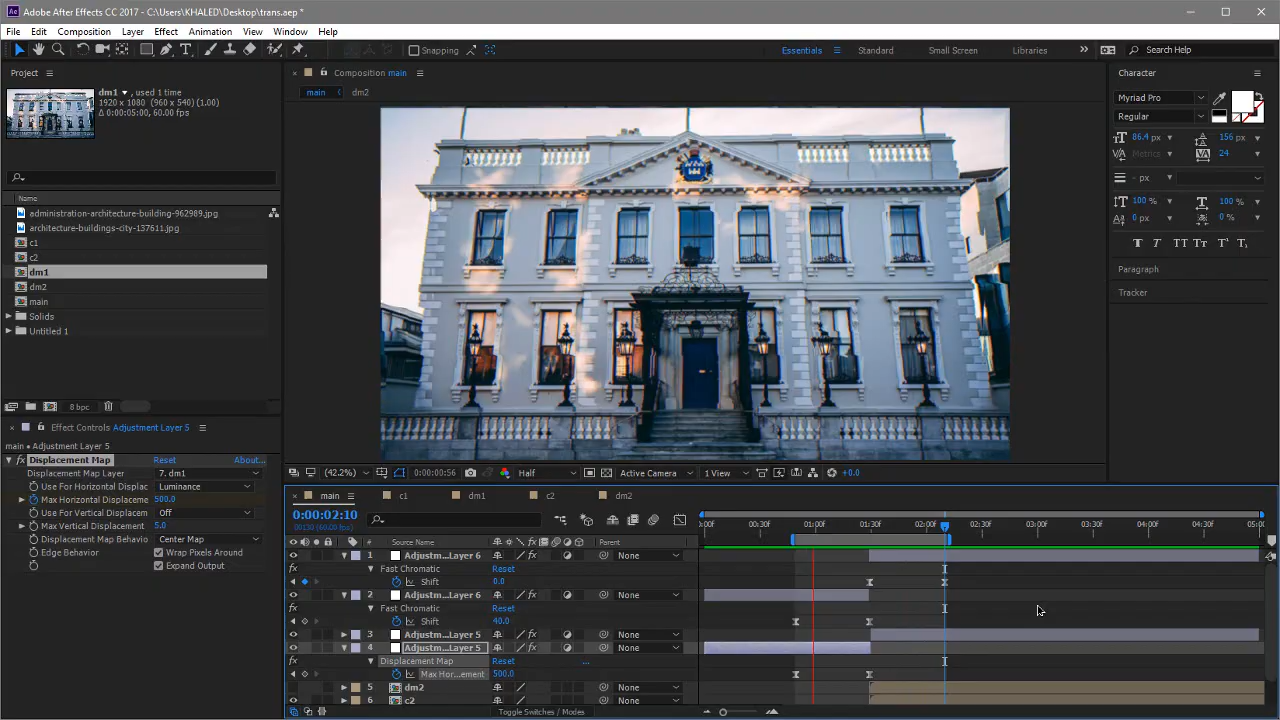 Adobe After Effects CC 2017 - C:\Users\KHALED\Desktop\trans.aep *
File Edit Composition Layer Effect Animation View Window Help
Snapping Essentials Standard Small Screen Libraries Search Help
Project
dm1 , used 1 time
1920 x 1080 (960 x 540) (1.00)
Δ 0:00:05:00, 60.00 fps
Name
administration-architecture-building-962989.jpg
architecture-buildings-city-137611.jpg
c1
c2
dm1
dm2
main
Solids
Untitled 1
8 bpc
Effect Controls Adjustment Layer 5
main • Adjustment Layer 5
fx Displacement Map Reset About...
Displacement Map Layer 7. dm1
Use For Horizontal Displac Luminance
Max Horizontal Displaceme 500.0
Use For Vertical Displacem Off
Max Vertical Displacement 5.0
Displacement Map Behavio Center Map
Edge Behavior Wrap Pixels Around
Expand Output
Composition main
main dm2
(42.2%) 0:00:00:56 Half Active Camera 1 View +0.0
Character
Myriad Pro
Regular
86.4 px 156 px
Metrics 24
- px
100 % 100 %
0 px 0 %
T T TT Tt T¹ T₁
Paragraph
Tracker
main c1 dm1 c2 dm2
0:00:02:10
00130 (60.00 fps)
0:00F 00:30F 01:00F 01:30F 02:00F 02:30F 03:00F 03:30F 04:00F 04:30F 05:00
# Source Name Parent
1 Adjustm...Layer 6 None
Fast Chromatic Reset
Shift 0.0
2 Adjustm...Layer 6 None
Fast Chromatic Reset
Shift 40.0
3 Adjustm...Layer 5 None
4 Adjustm...Layer 5 None
Displacement Map Reset ...
Max Hor...ement 500.0
5 dm2 None
6 c2 None
Toggle Switches / Modes